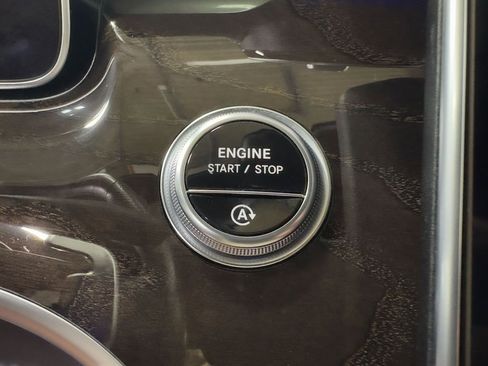 ENGINE
START / STOP
A